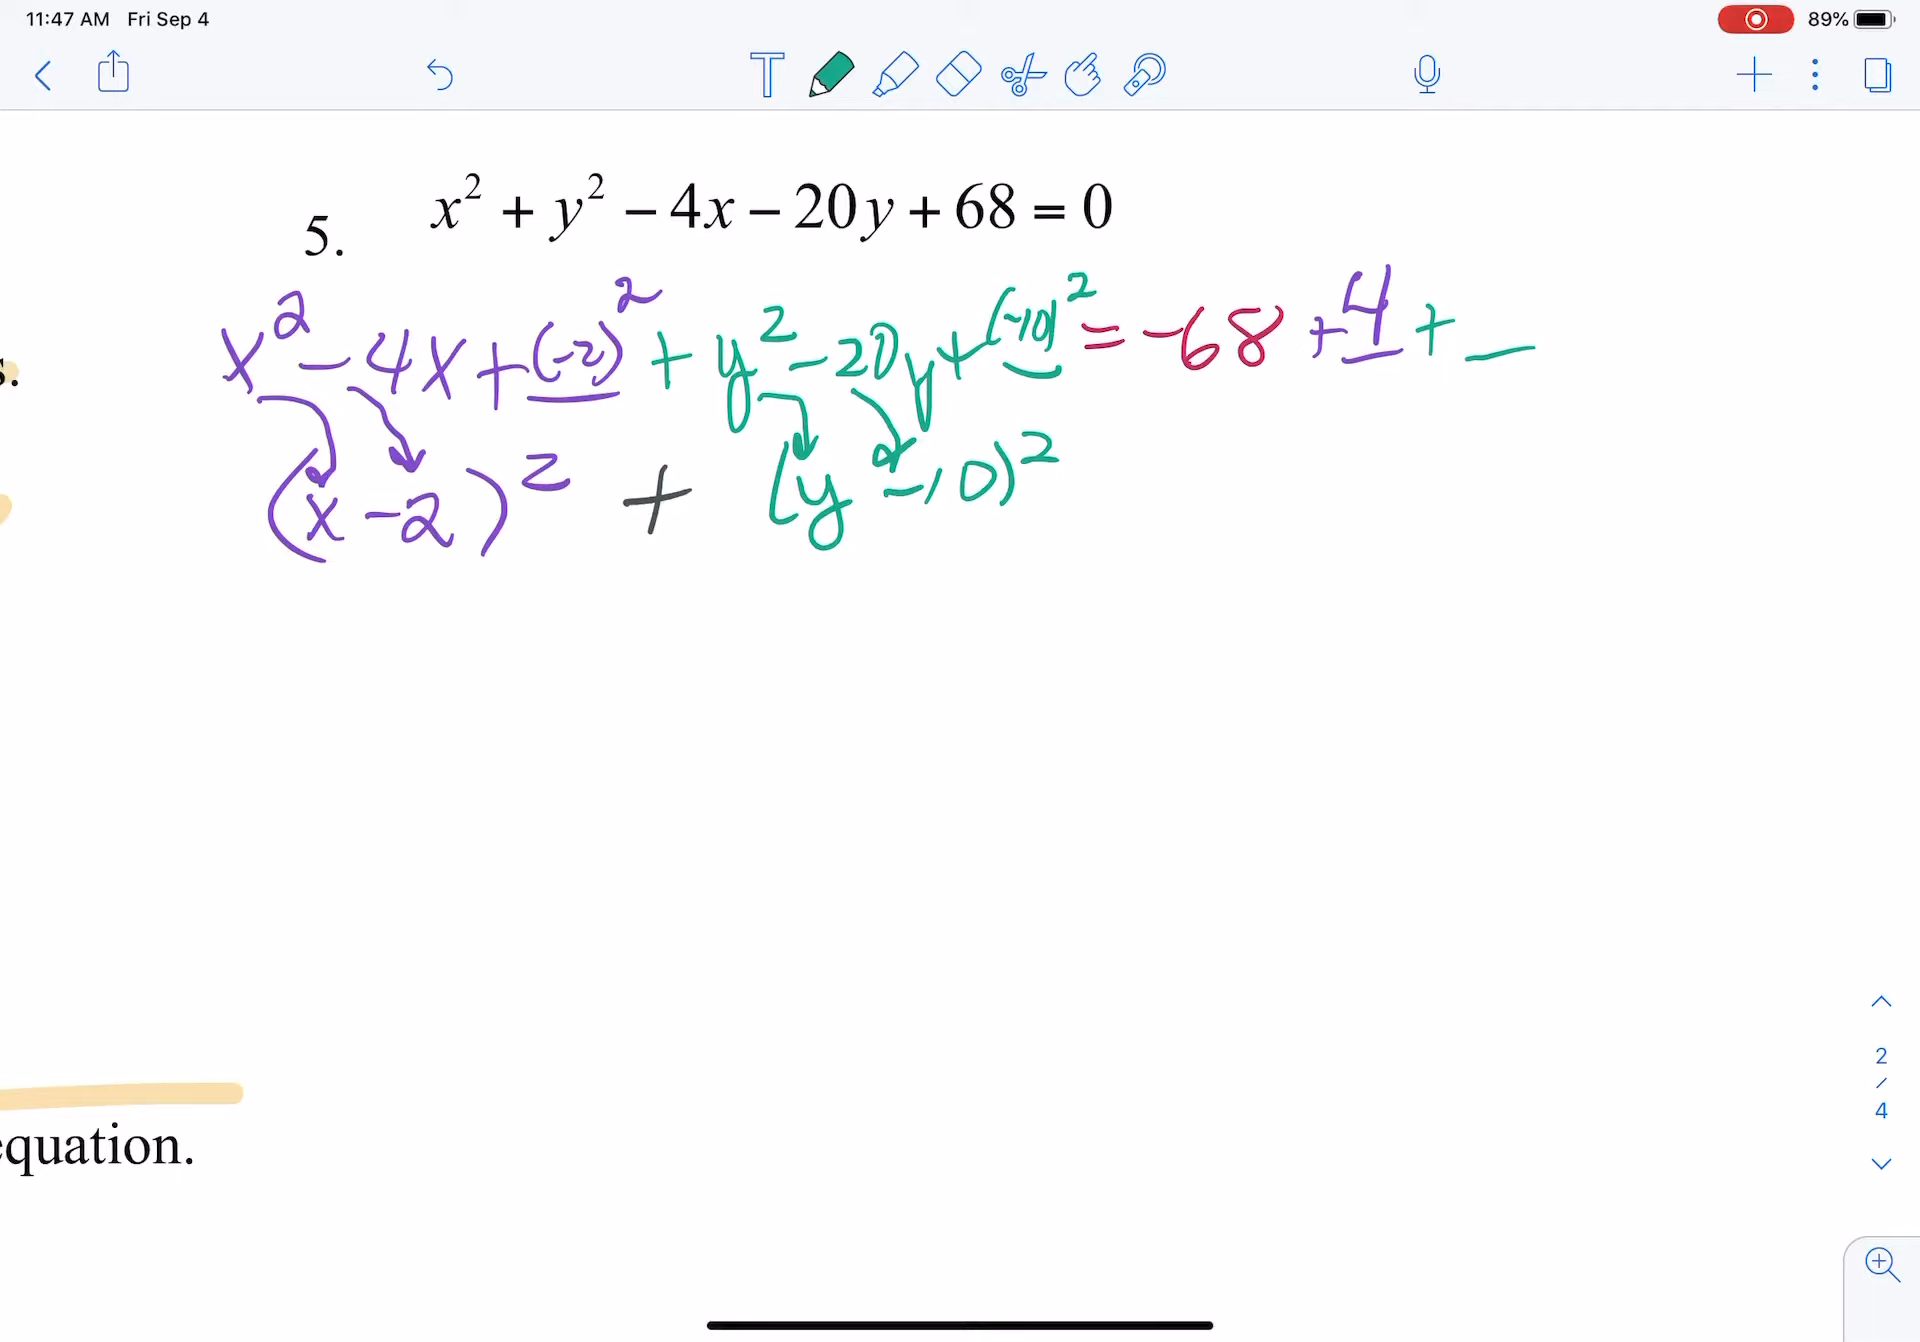 11:47 AM Fri Sep 4
89%
T
5. x² + y² − 4x − 20y + 68 = 0
x² − 4x + (−2)² + y² − 20y + (−10)² = −68 + 4 + __
s.
(x − 2)² + (y − 10)²
2
/
4
equation.